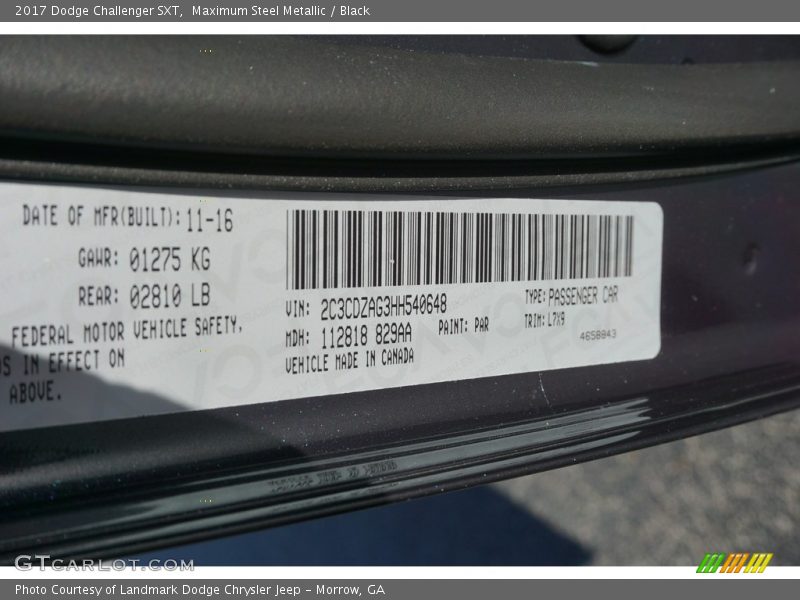 2017 Dodge Challenger SXT, Maximum Steel Metallic / Black
DATE OF MFR(BUILT): 11-16
GAWR: 01275 KG
REAR: 02810 LB
FEDERAL MOTOR VEHICLE SAFETY,
DS IN EFFECT ON
ABOVE.
VIN: 2C3CDZAG3HH540648
TYPE: PASSENGER CAR
MDH: 112818 829AA
PAINT: PAR
TRIM: L7X9
VEHICLE MADE IN CANADA
4658843
GTCARLOT.COM
Photo Courtesy of Landmark Dodge Chrysler Jeep – Morrow, GA